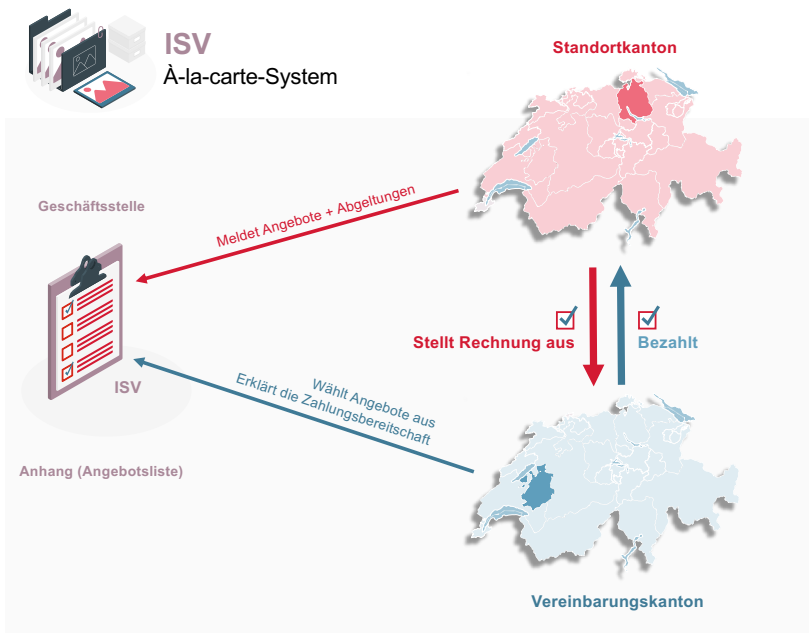 ISV
À-la-carte-System
Standortkanton
Geschäftsstelle
Meldet Angebote + Abgeltungen
Stellt Rechnung aus
Bezahlt
ISV
Wählt Angebote aus
Erklärt die Zahlungsbereitschaft
Anhang (Angebotsliste)
Vereinbarungskanton